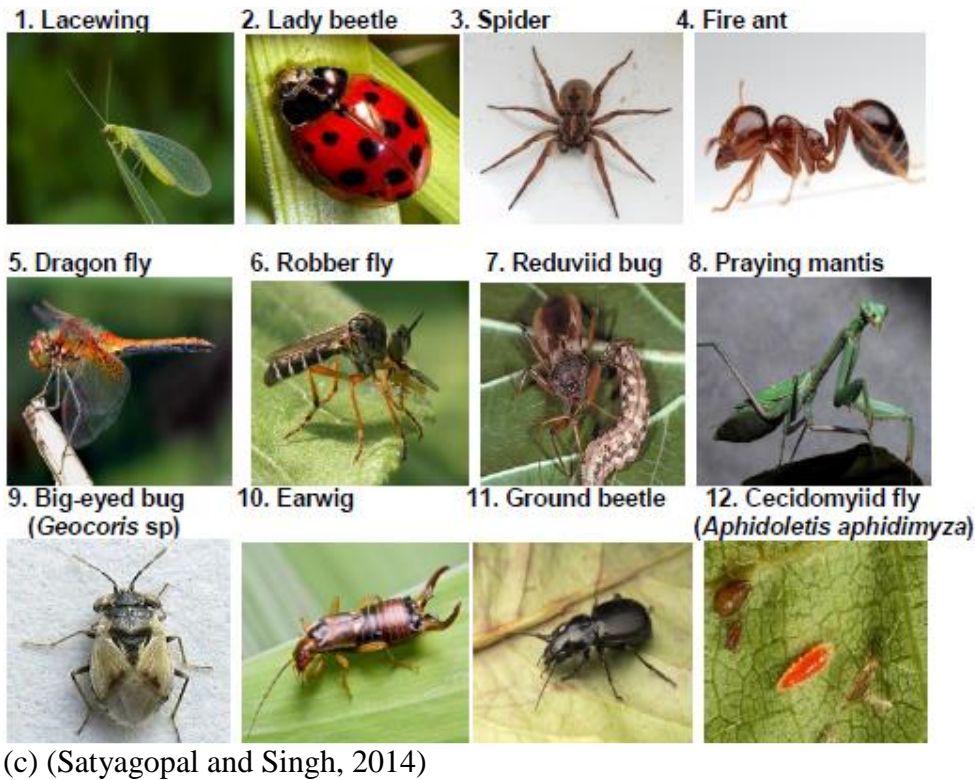 1. Lacewing
2. Lady beetle
3. Spider
4. Fire ant
5. Dragon fly
6. Robber fly
7. Reduviid bug
8. Praying mantis
9. Big-eyed bug
(Geocoris sp)
10. Earwig
11. Ground beetle
12. Cecidomyiid fly
(Aphidoletis aphidimyza)
(c) (Satyagopal and Singh, 2014)